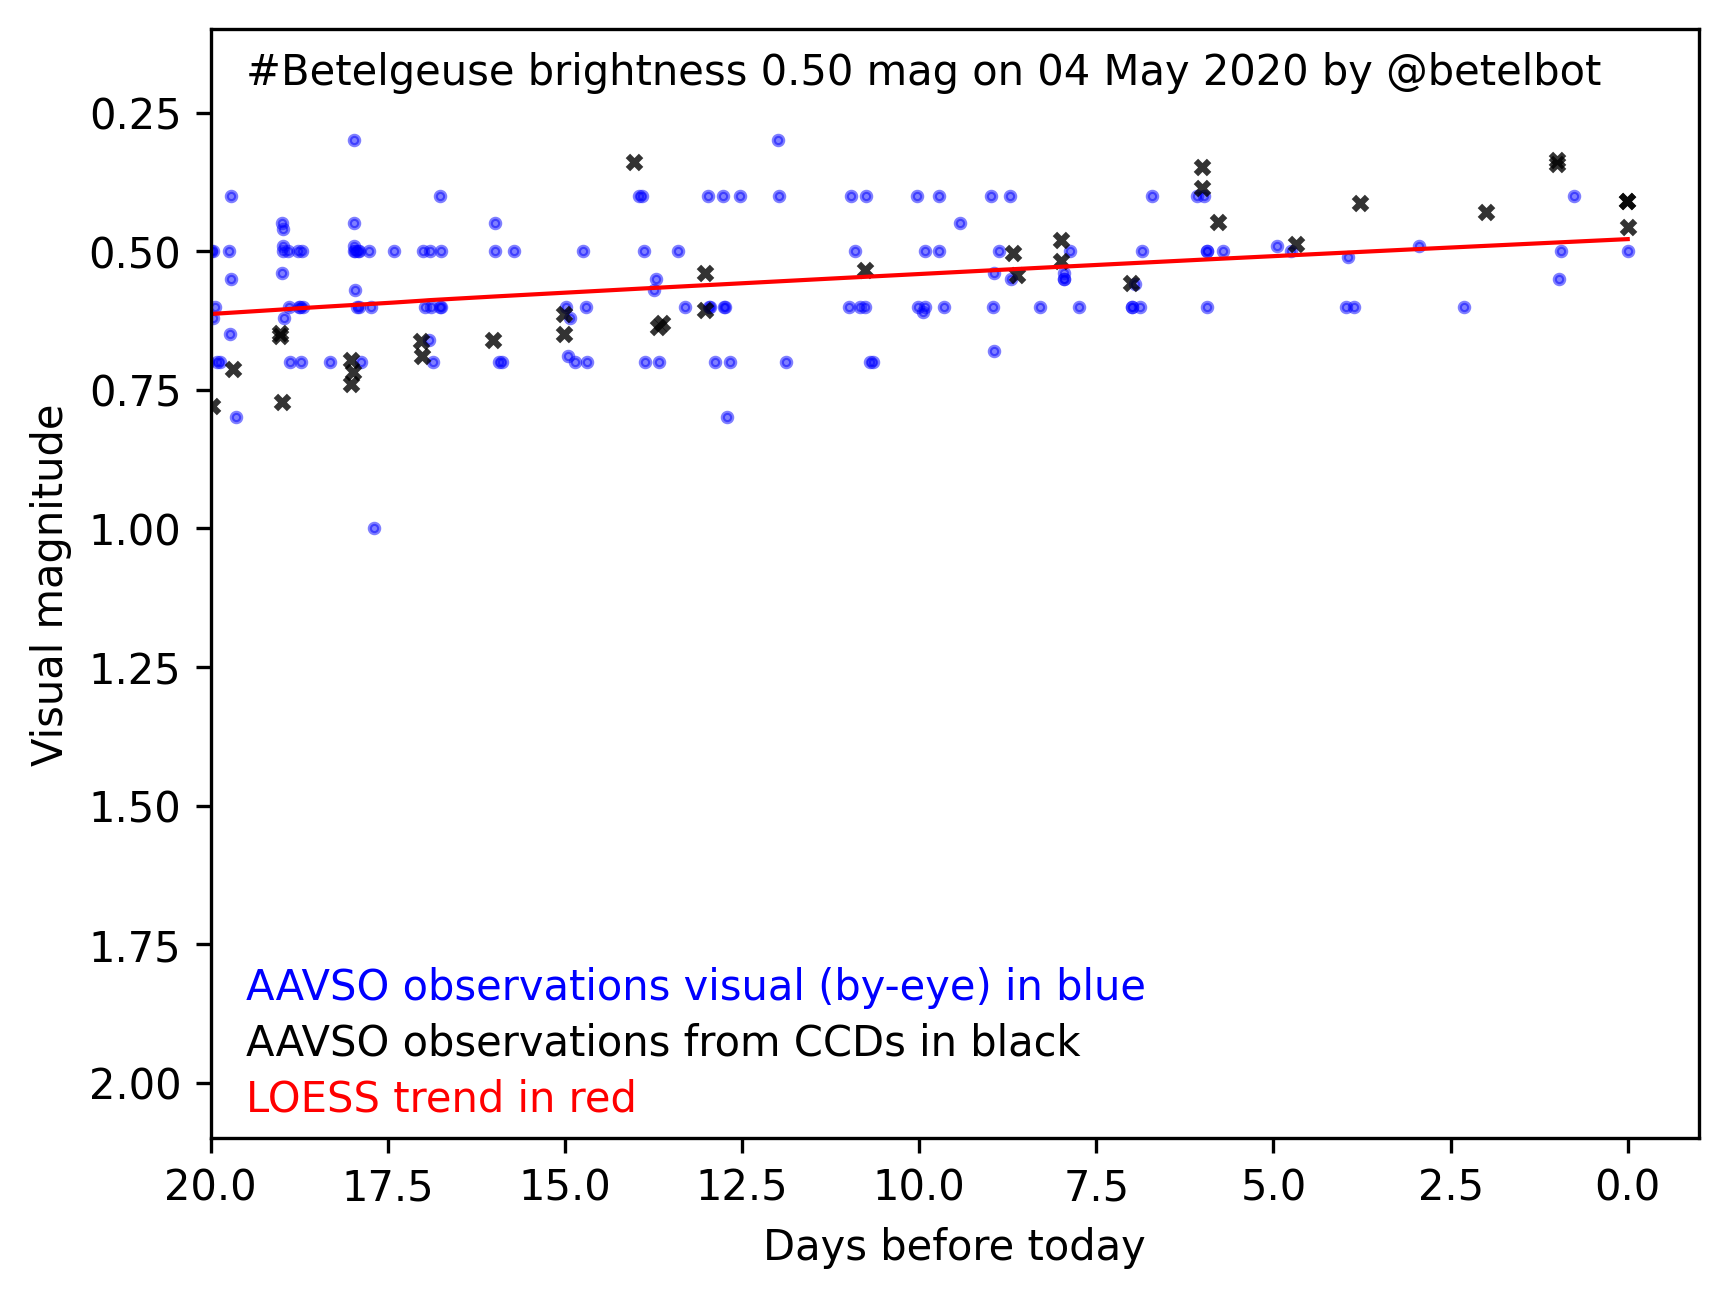 #Betelgeuse brightness 0.50 mag on 04 May 2020 by @betelbot
0.25
0.50
0.75
1.00
1.25
1.50
1.75
2.00
Visual magnitude
AAVSO observations visual (by-eye) in blue
AAVSO observations from CCDs in black
LOESS trend in red
20.0 17.5 15.0 12.5 10.0 7.5 5.0 2.5 0.0
Days before today